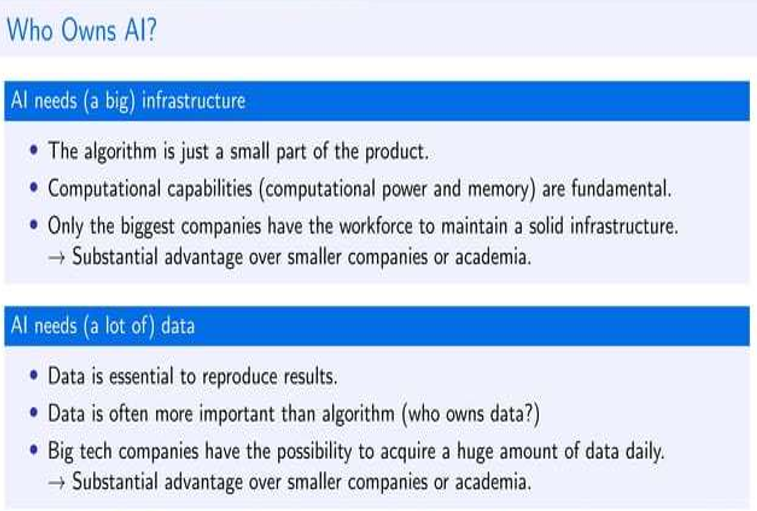 Who Owns AI?
AI needs (a big) infrastructure
• The algorithm is just a small part of the product.
• Computational capabilities (computational power and memory) are fundamental.
• Only the biggest companies have the workforce to maintain a solid infrastructure.
→ Substantial advantage over smaller companies or academia.
AI needs (a lot of) data
• Data is essential to reproduce results.
• Data is often more important than algorithm (who owns data?)
• Big tech companies have the possibility to acquire a huge amount of data daily.
→ Substantial advantage over smaller companies or academia.